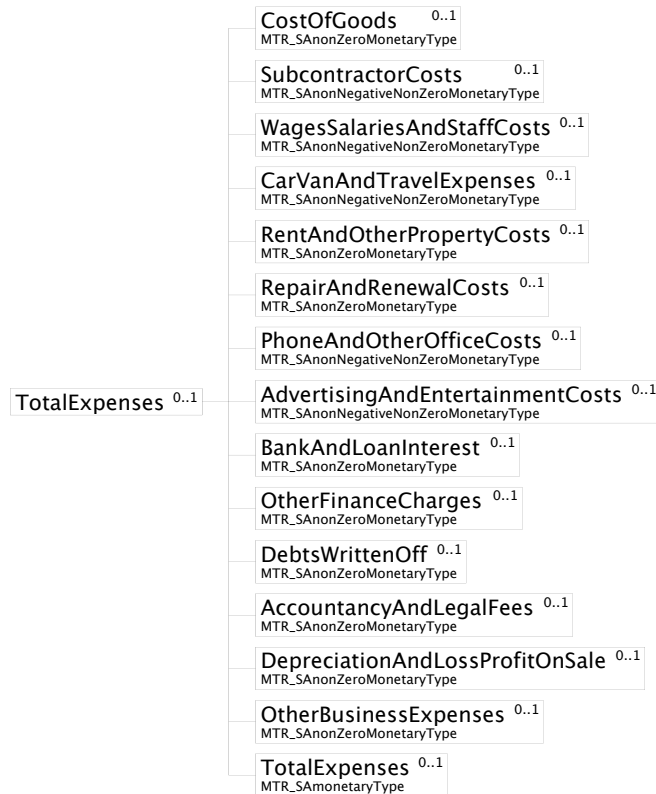 CostOfGoods 0..1
MTR_SAnonZeroMonetaryType
SubcontractorCosts 0..1
MTR_SAnonNegativeNonZeroMonetaryType
WagesSalariesAndStaffCosts 0..1
MTR_SAnonNegativeNonZeroMonetaryType
CarVanAndTravelExpenses 0..1
MTR_SAnonNegativeNonZeroMonetaryType
RentAndOtherPropertyCosts 0..1
MTR_SAnonZeroMonetaryType
RepairAndRenewalCosts 0..1
MTR_SAnonZeroMonetaryType
PhoneAndOtherOfficeCosts 0..1
MTR_SAnonNegativeNonZeroMonetaryType
TotalExpenses 0..1
AdvertisingAndEntertainmentCosts 0..1
MTR_SAnonNegativeNonZeroMonetaryType
BankAndLoanInterest 0..1
MTR_SAnonZeroMonetaryType
OtherFinanceCharges 0..1
MTR_SAnonZeroMonetaryType
DebtsWrittenOff 0..1
MTR_SAnonZeroMonetaryType
AccountancyAndLegalFees 0..1
MTR_SAnonZeroMonetaryType
DepreciationAndLossProfitOnSale 0..1
MTR_SAnonZeroMonetaryType
OtherBusinessExpenses 0..1
MTR_SAnonZeroMonetaryType
TotalExpenses 0..1
MTR_SAmonetaryType